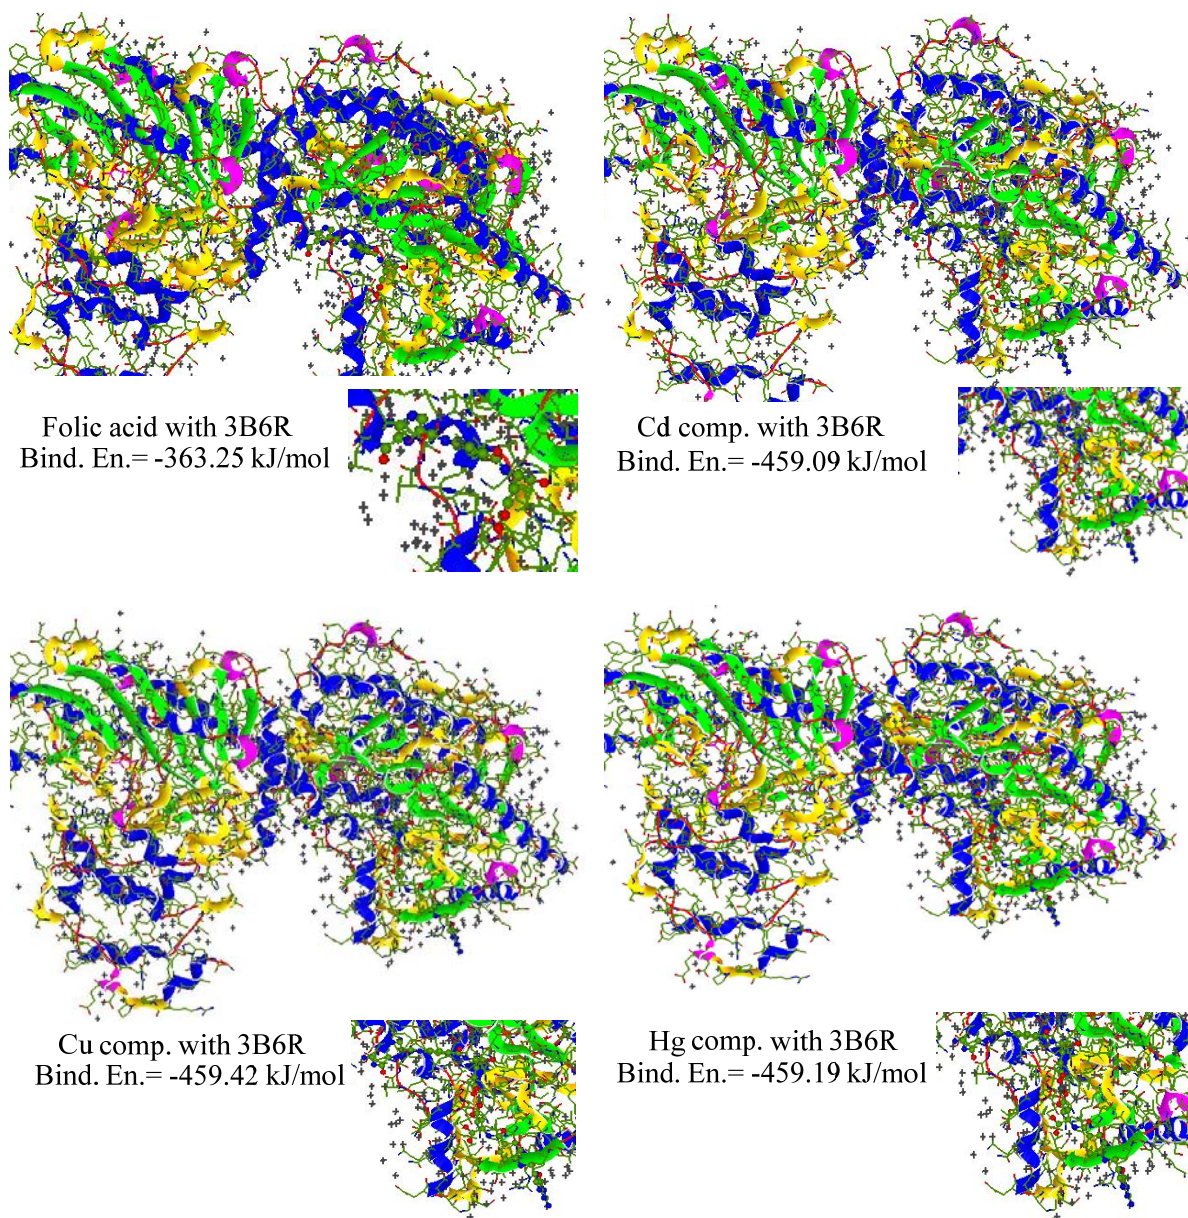 Folic acid with 3B6R
Bind. En.= -363.25 kJ/mol
Cd comp. with 3B6R
Bind. En.= -459.09 kJ/mol
Cu comp. with 3B6R
Bind. En.= -459.42 kJ/mol
Hg comp. with 3B6R
Bind. En.= -459.19 kJ/mol